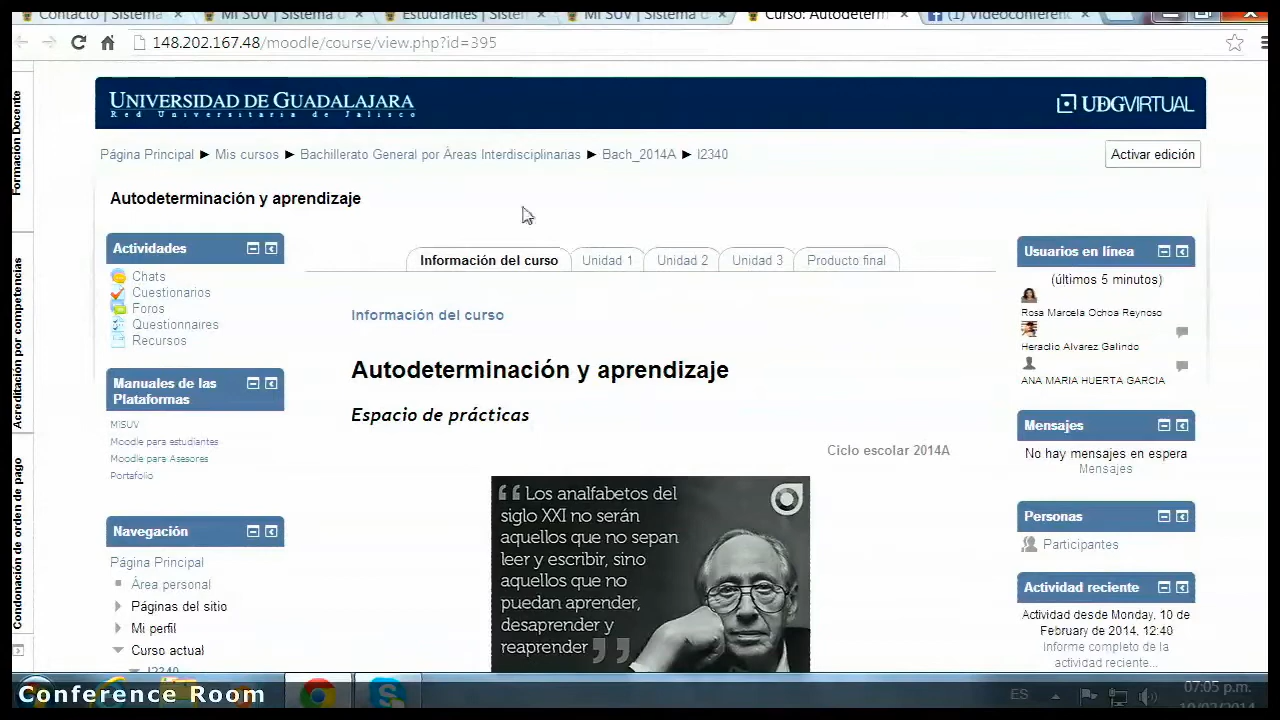 Contacto | Sistema
Mi SUV | Sistema d
Estudiantes | Sistem
Mi SUV | Sistema d
Curso: Autodeterm
(1) Videoconferenc
148.202.167.48/moodle/course/view.php?id=395
Formación Docente
Acreditación por competencias
Condonación de orden de pago
UNIVERSIDAD DE GUADALAJARA
Red Universitaria de Jalisco
UDGVIRTUAL
Página Principal ► Mis cursos ► Bachillerato General por Áreas Interdisciplinarias ► Bach_2014A ► I2340
Activar edición
Autodeterminación y aprendizaje
Actividades
Chats
Cuestionarios
Foros
Questionnaires
Recursos
Manuales de las
Plataformas
MISUV
Moodle para estudiantes
Moodle para Asesores
Portafolio
Navegación
Página Principal
Área personal
Páginas del sitio
Mi perfil
Curso actual
I2340
Información del curso
Unidad 1
Unidad 2
Unidad 3
Producto final
Información del curso
Autodeterminación y aprendizaje
Espacio de prácticas
Ciclo escolar 2014A
“ Los analfabetos del
siglo XXI no serán
aquellos que no sepan
leer y escribir, sino
aquellos que no
puedan aprender,
desaprender y
reaprender ”
Usuarios en línea
(últimos 5 minutos)
Rosa Marcela Ochoa Reynoso
Heraclio Alvarez Galindo
ANA MARIA HUERTA GARCIA
Mensajes
No hay mensajes en espera
Mensajes
Personas
Participantes
Actividad reciente
Actividad desde Monday, 10 de
February de 2014, 12:40
Informe completo de la
actividad reciente...
Conference Room
ES
07:05 p.m.
10/02/2014